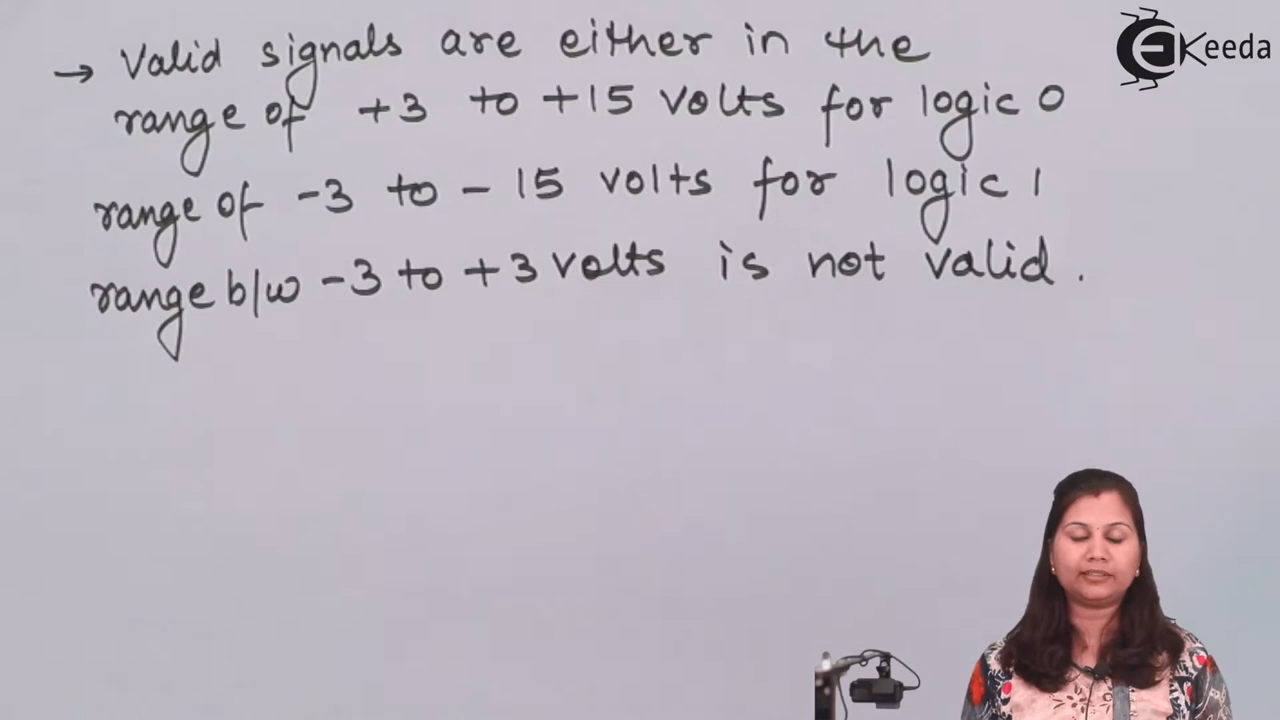 → Valid signals are either in the
range of +3 to +15 volts for logic 0
range of -3 to -15 volts for logic 1
range b/w -3 to +3 volts is not valid.
EKeeda